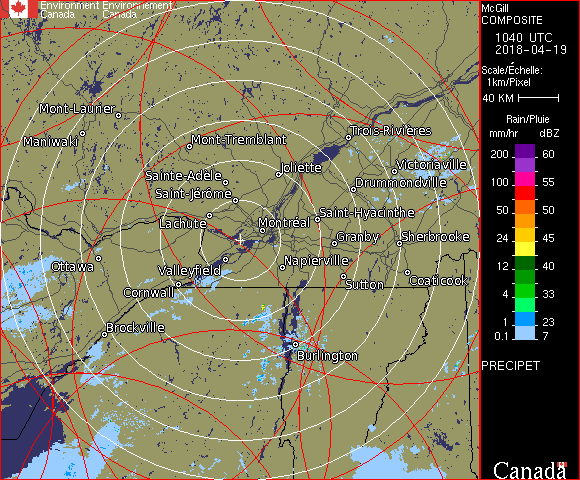 Environment Environnement
Canada Canada
McGill
COMPOSITE
1040 UTC
2018-04-19
Scale/Échelle:
1km/Pixel
40 KM
Rain/Pluie
mm/hr dBZ
200 60
155 57
100 55
50 50
24 45
12 40
4 33
1 23
0.1 7
PRECIPET
Canada
Mont-Laurier
Maniwaki
Mont-Tremblant
Trois-Rivières
Victoriaville
Joliette
Sainte-Adèle
Drummondville
Saint-Jérôme
Lachute
Saint-Hyacinthe
Montréal
Granby
Sherbrooke
Ottawa
Valleyfield
Napierville
Coaticook
Sutton
Cornwall
Brockville
Burlington